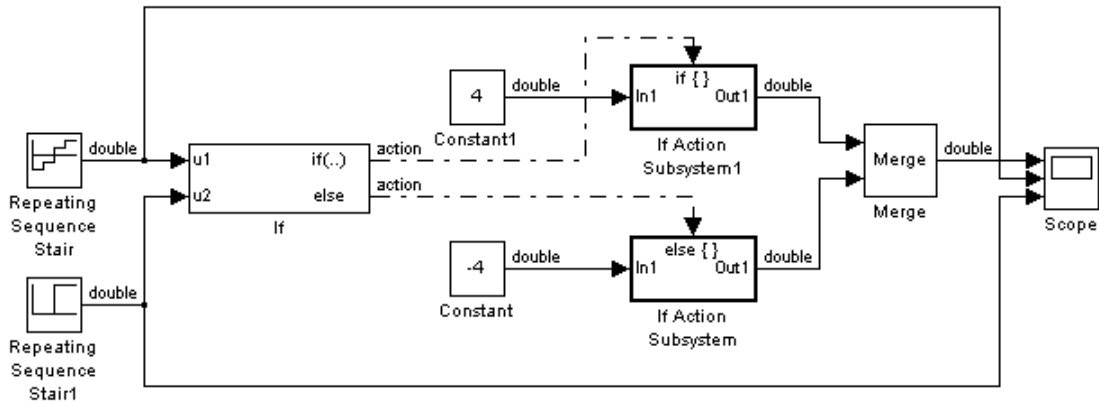 double
if { }
4
In1
Out1
double
Constant1
If Action
Subsystem1
double
action
u1
if(..)
Merge
double
action
u2
else
Merge
Repeating
Sequence
Stair
If
Scope
else { }
double
-4
In1
Out1
double
double
Constant
If Action
Subsystem
Repeating
Sequence
Stair1